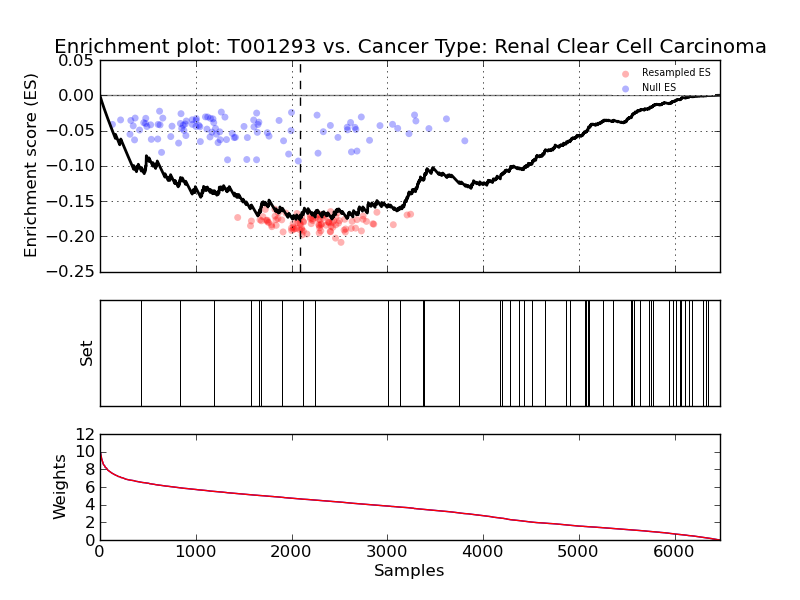 Enrichment plot: T001293 vs. Cancer Type: Renal Clear Cell Carcinoma
0.05
0.00
−0.05
−0.10
−0.15
−0.20
−0.25
Enrichment score (ES)
Resampled ES
Null ES
Set
12
10
8
6
4
2
0
Weights
0 1000 2000 3000 4000 5000 6000
Samples